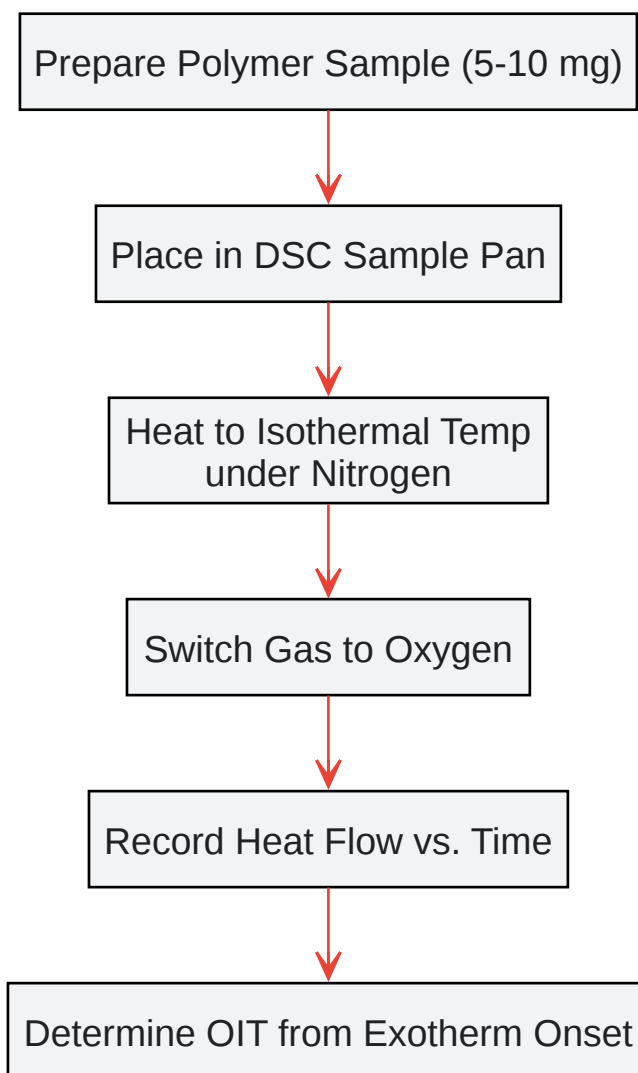 Prepare Polymer Sample (5-10 mg)
Place in DSC Sample Pan
Heat to Isothermal Temp
under Nitrogen
Switch Gas to Oxygen
Record Heat Flow vs. Time
Determine OIT from Exotherm Onset